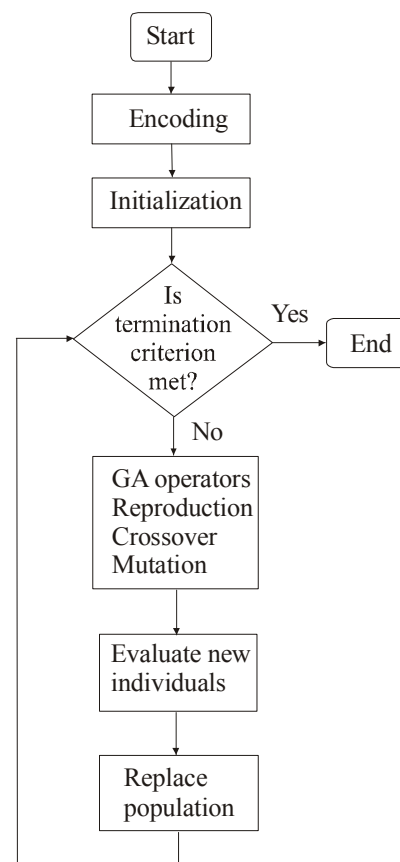 Start
Encoding
Initialization
Is
termination
criterion
met?
Yes
End
No
GA operators
Reproduction
Crossover
Mutation
Evaluate new
individuals
Replace
population